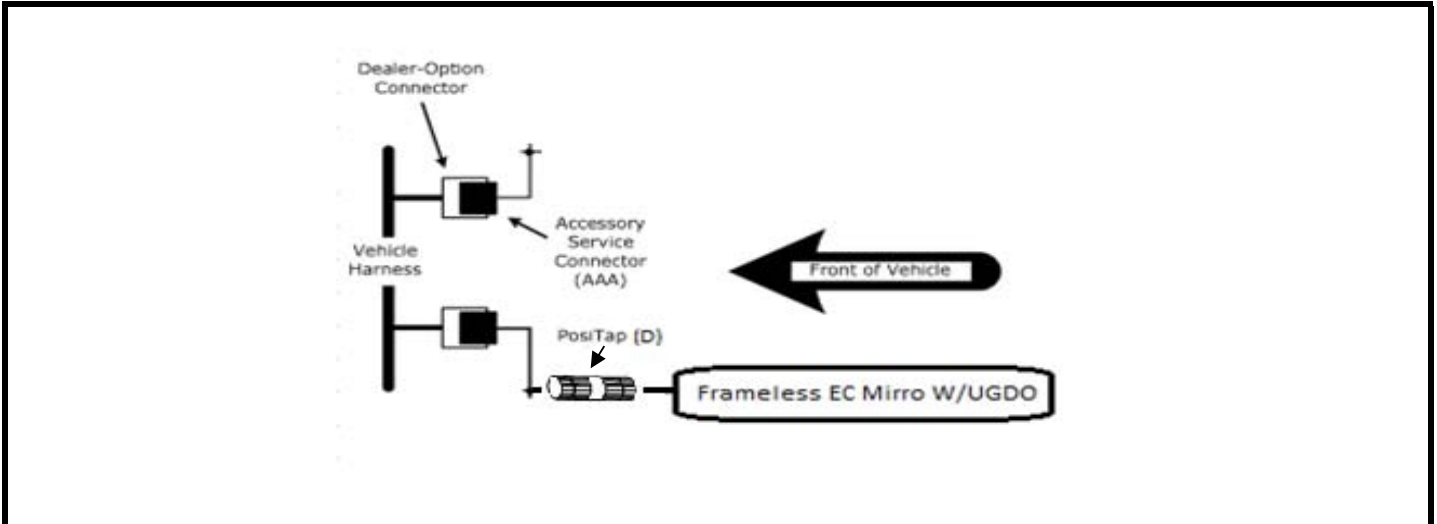 Dealer-Option
Connector
Accessory
Service
Connector
(AAA)
Vehicle
Harness
Front of Vehicle
PosiTap (D)
Frameless EC Mirro W/UGDO